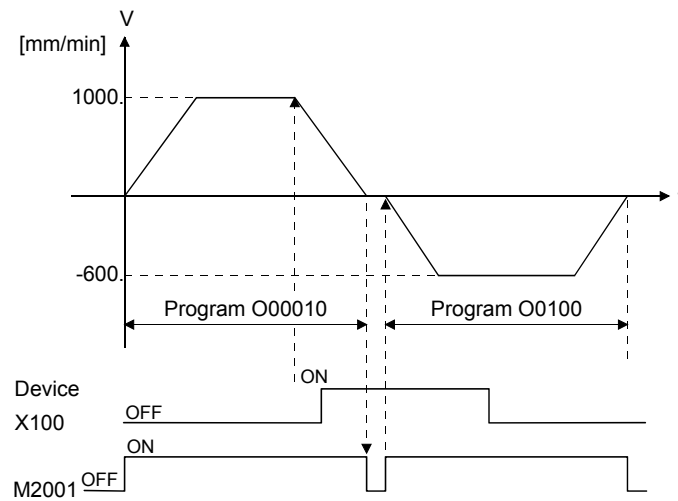 V
[mm/min]
1000.
-600.
Program O00010
Program O0100
ON
Device
X100
OFF
ON
M2001
OFF